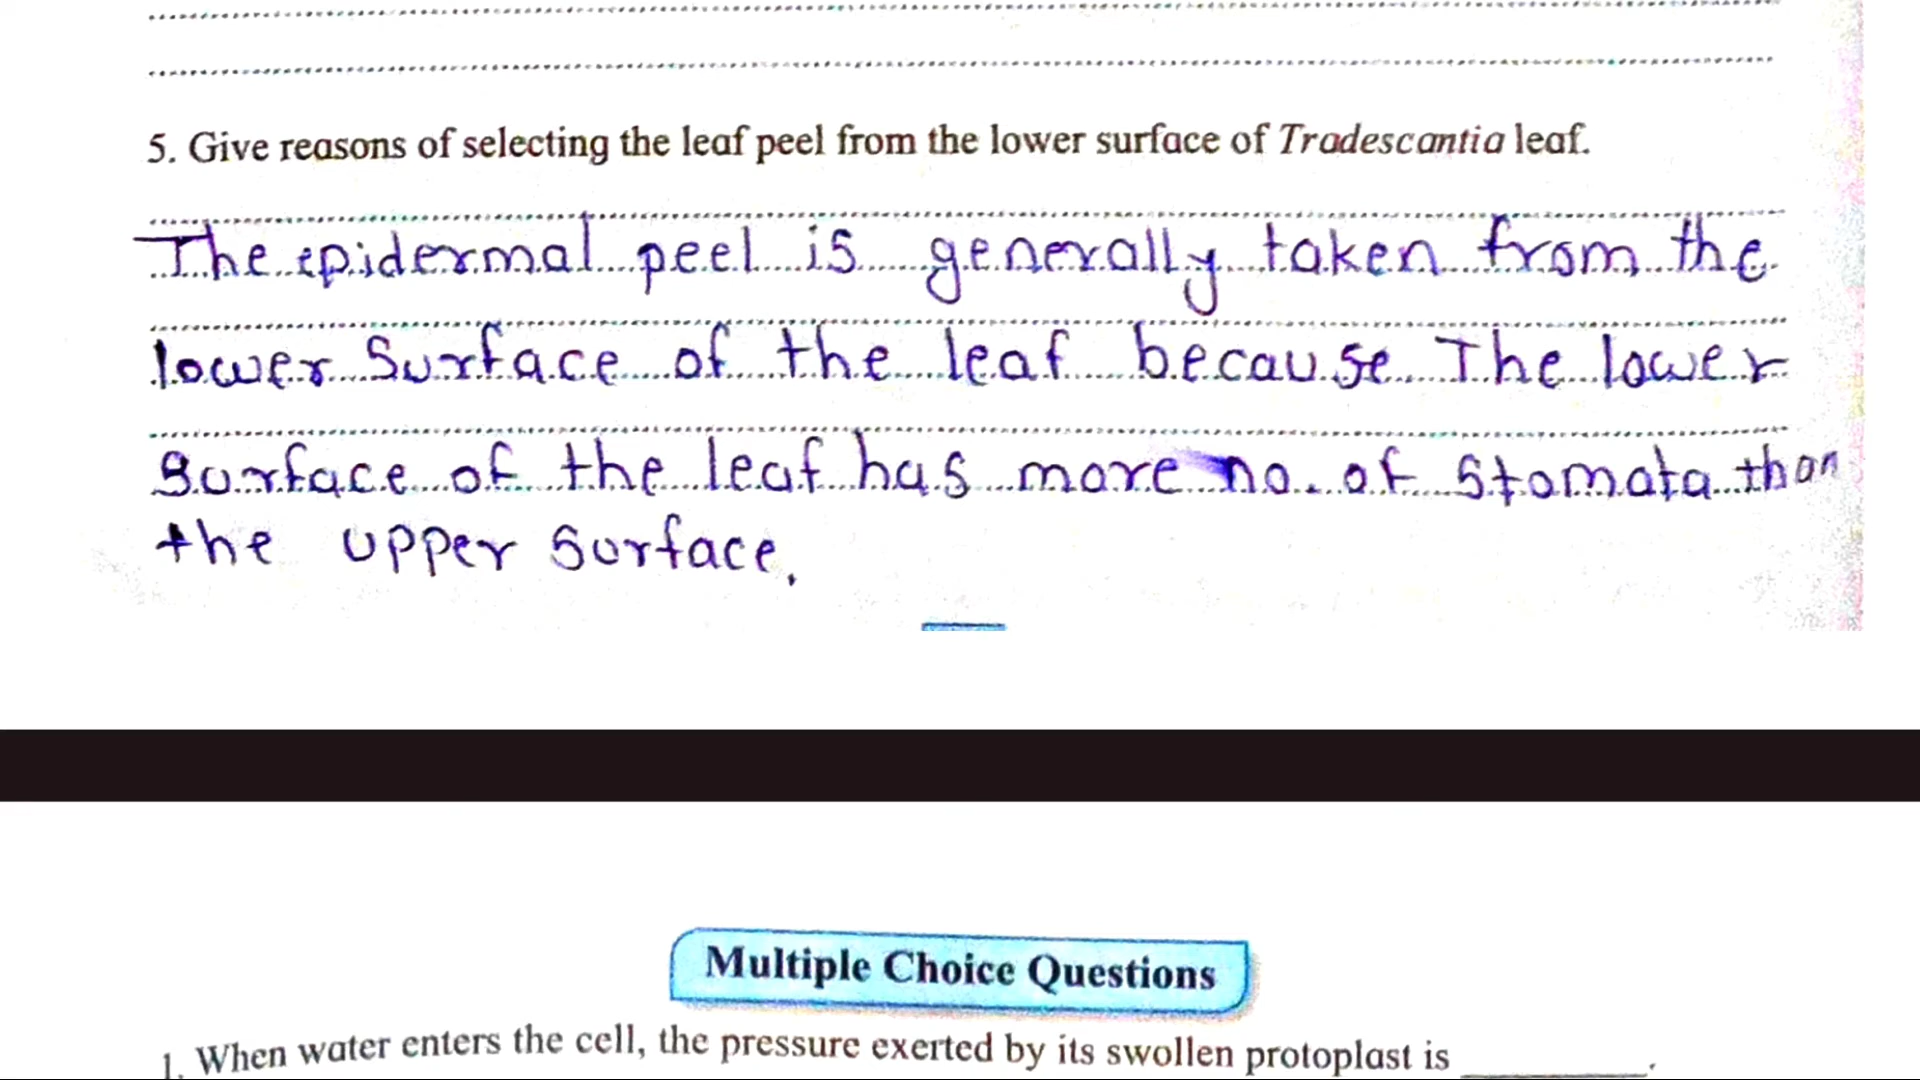 5. Give reasons of selecting the leaf peel from the lower surface of Tradescantia leaf.
The epidermal peel is generally taken from the
lower surface of the leaf because The lower
surface of the leaf has more no. of stomata than
the upper surface.
Multiple Choice Questions
1. When water enters the cell, the pressure exerted by its swollen protoplast is __________.